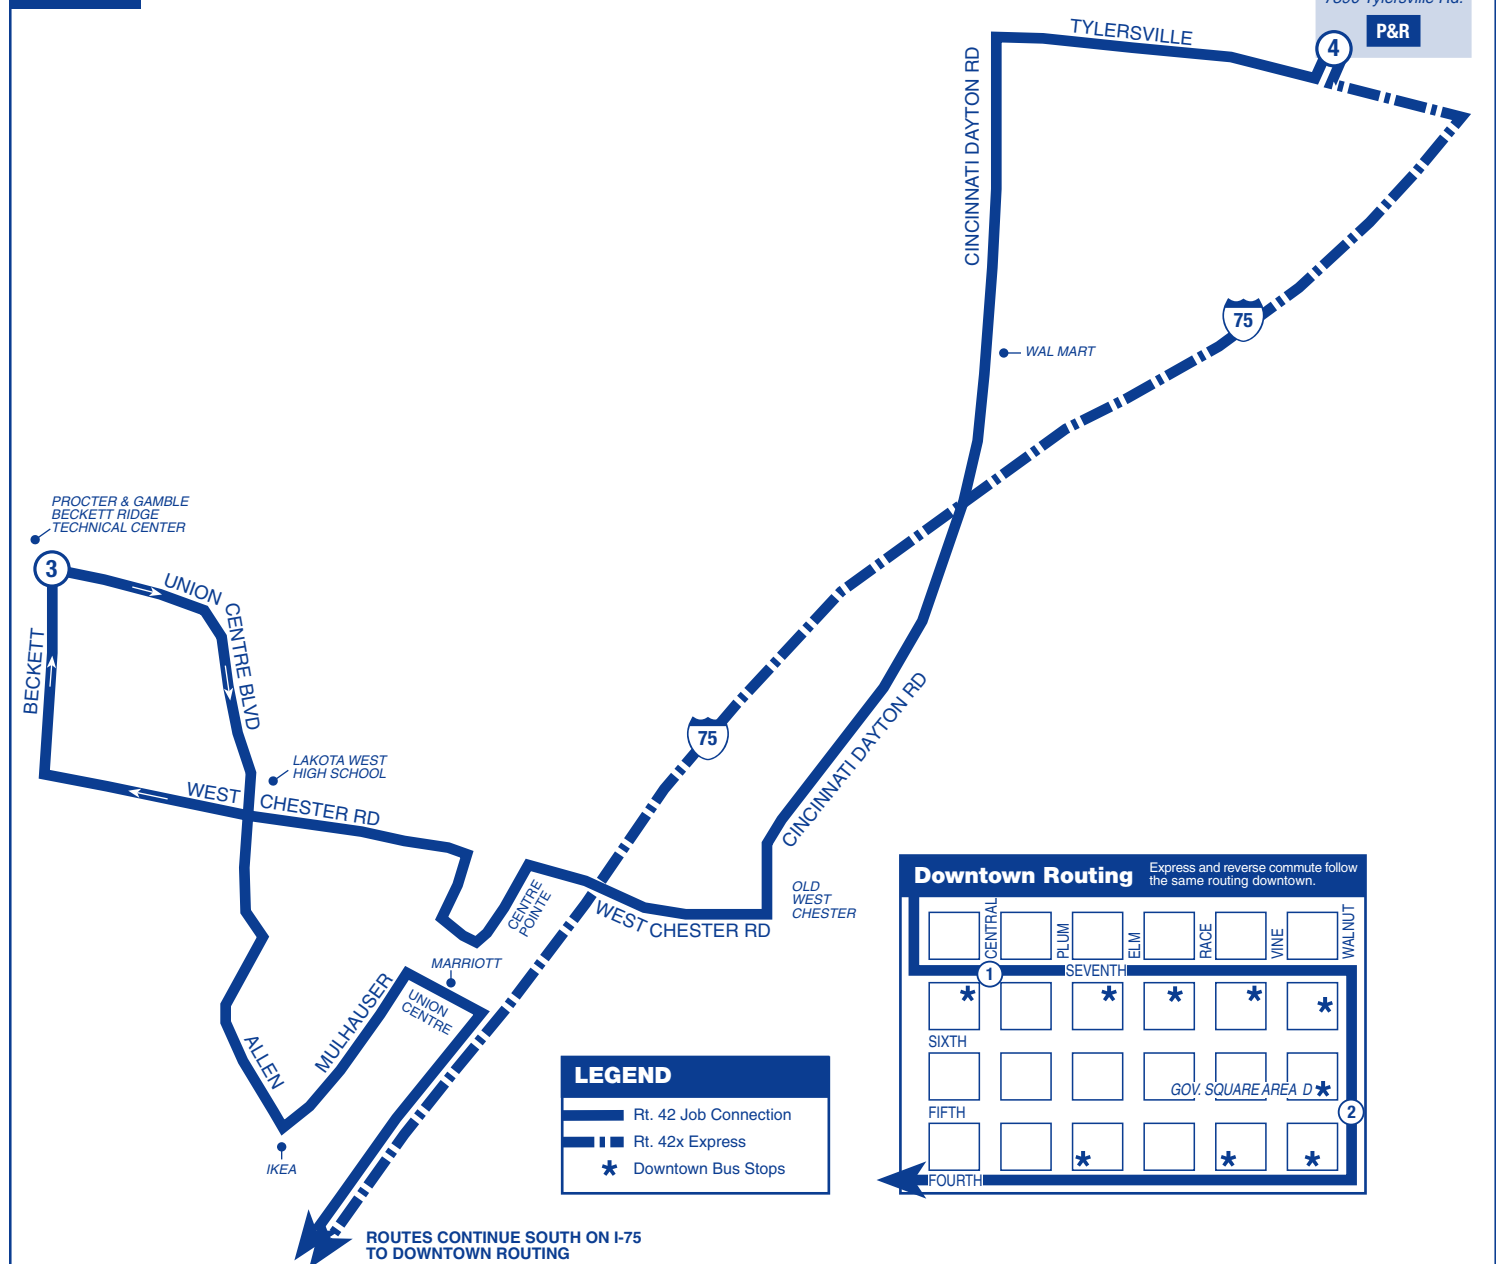 7890 Tylersville Rd.
P&R
4
TYLERSVILLE
CINCINNATI DAYTON RD
75
WAL MART
PROCTER & GAMBLE
BECKETT RIDGE
TECHNICAL CENTER
3
UNION CENTRE BLVD
BECKETT
LAKOTA WEST
HIGH SCHOOL
WEST CHESTER RD
75
CINCINNATI DAYTON RD
OLD
WEST
CHESTER
CENTRE
POINTE
WEST CHESTER RD
MARRIOTT
UNION
CENTRE
MULHAUSER
ALLEN
IKEA
ROUTES CONTINUE SOUTH ON I-75
TO DOWNTOWN ROUTING
LEGEND
Rt. 42 Job Connection
Rt. 42x Express
* Downtown Bus Stops
Downtown Routing
Express and reverse commute follow
the same routing downtown.
CENTRAL
PLUM
ELM
RACE
VINE
WALNUT
1
SEVENTH
SIXTH
GOV. SQUARE AREA D
FIFTH
2
FOURTH